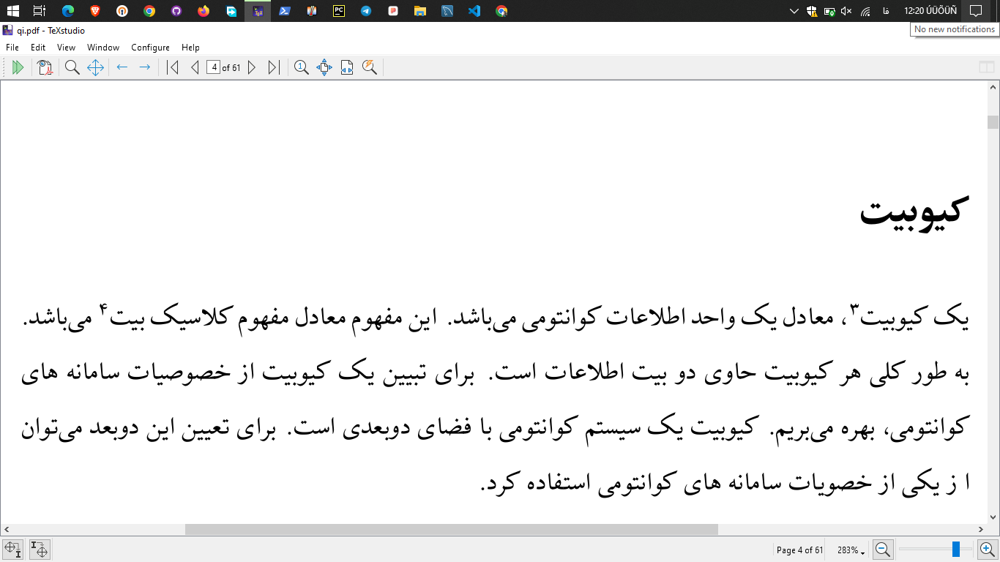 فا
12:20 ÚÜÕÜÑ
No new notifications
qi.pdf - TeXstudio
File Edit View Window Configure Help
4 of 61
کیوبیت
یک کیوبیت۳، معادل یک واحد اطلاعات کوانتومی می‌باشد. این مفهوم معادل مفهوم کلاسیک بیت۴ می‌باشد.
به طور کلی هر کیوبیت حاوی دو بیت اطلاعات است. برای تبیین یک کیوبیت از خصوصیات سامانه های
کوانتومی، بهره می‌بریم. کیوبیت یک سیستم کوانتومی با فضای دوبعدی است. برای تعیین این دوبعد می‌توان
ا ز یکی از خصویات سامانه های کوانتومی استفاده کرد.
Page 4 of 61 283%